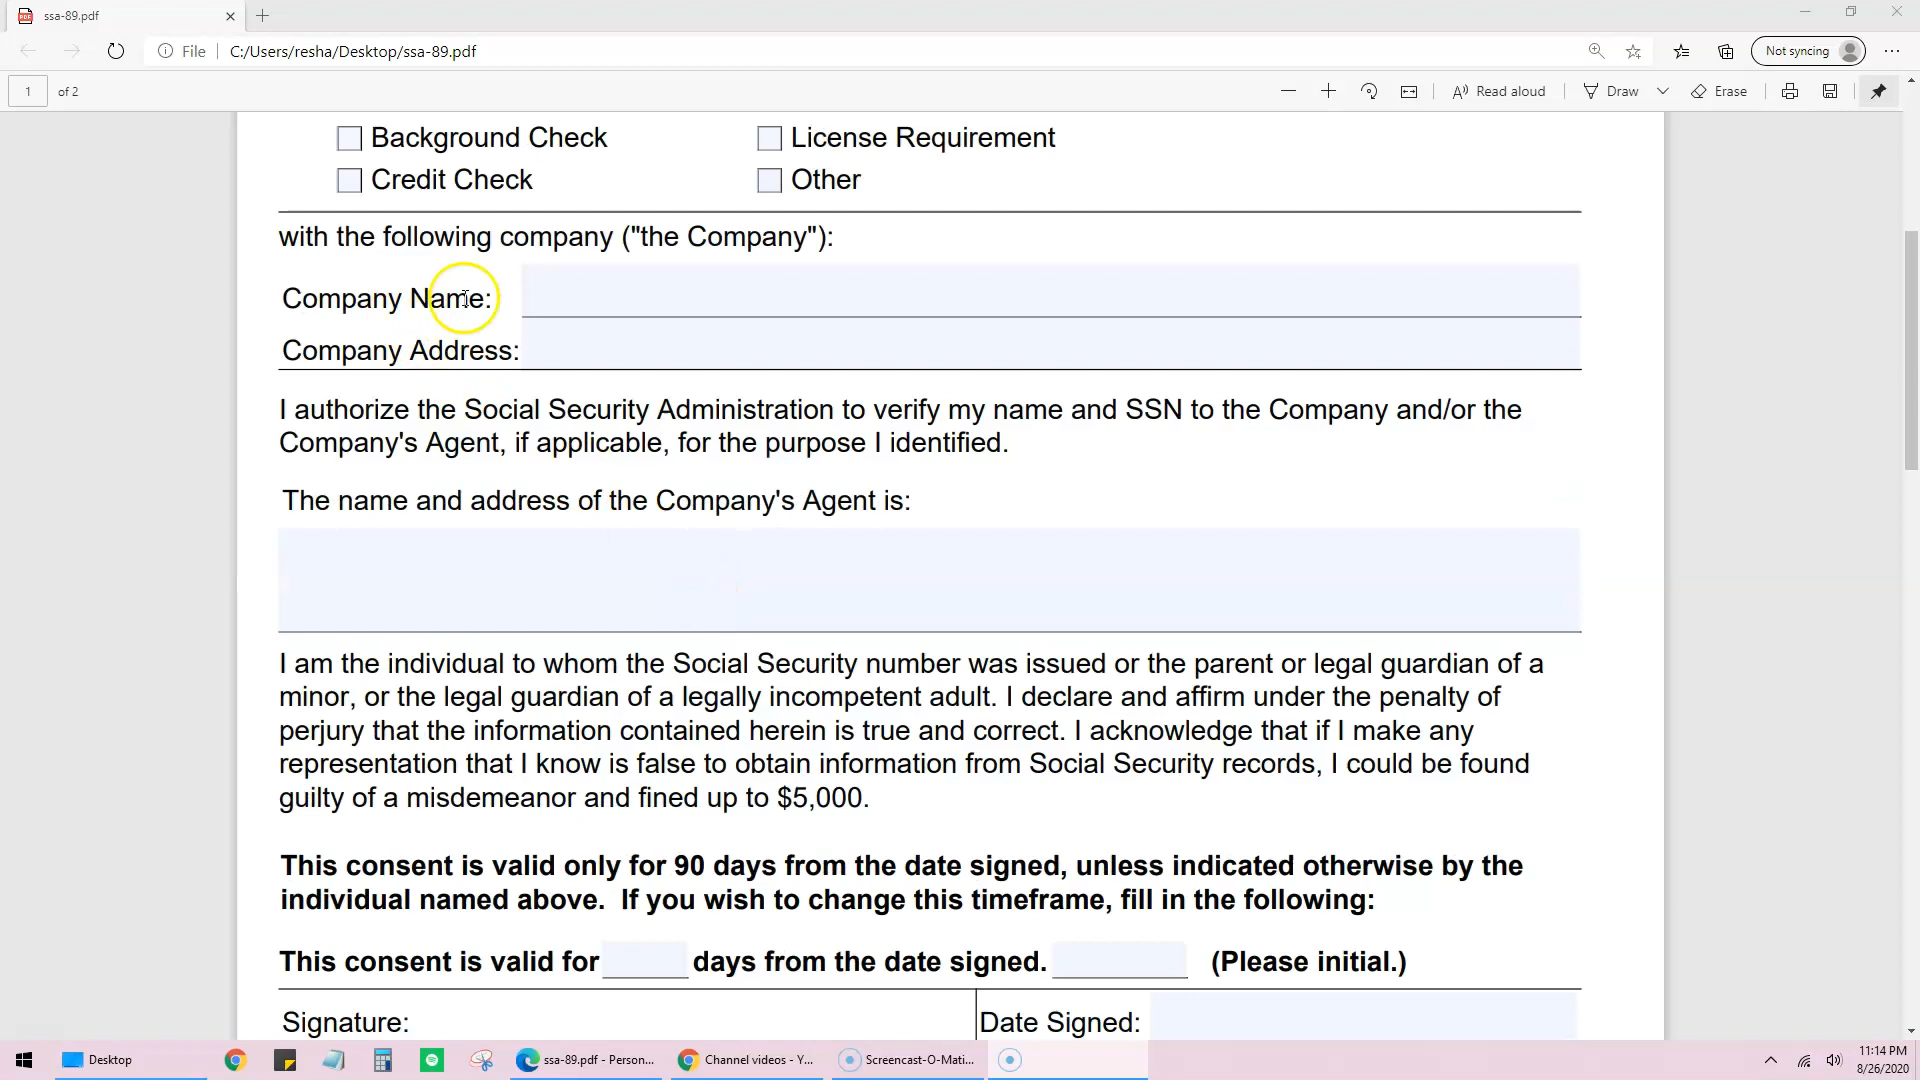 ssa-89.pdf
File C:/Users/resha/Desktop/ssa-89.pdf
Not syncing
1 of 2
Read aloud
Draw
Erase
Background Check License Requirement
Credit Check Other
with the following company ("the Company"):
Company Name:
Company Address:
I authorize the Social Security Administration to verify my name and SSN to the Company and/or the
Company's Agent, if applicable, for the purpose I identified.
The name and address of the Company's Agent is:
I am the individual to whom the Social Security number was issued or the parent or legal guardian of a
minor, or the legal guardian of a legally incompetent adult. I declare and affirm under the penalty of
perjury that the information contained herein is true and correct. I acknowledge that if I make any
representation that I know is false to obtain information from Social Security records, I could be found
guilty of a misdemeanor and fined up to $5,000.
This consent is valid only for 90 days from the date signed, unless indicated otherwise by the
individual named above. If you wish to change this timeframe, fill in the following:
This consent is valid for days from the date signed. (Please initial.)
Signature: Date Signed:
Desktop
ssa-89.pdf - Person...
Channel videos - Y...
Screencast-O-Mati...
11:14 PM
8/26/2020